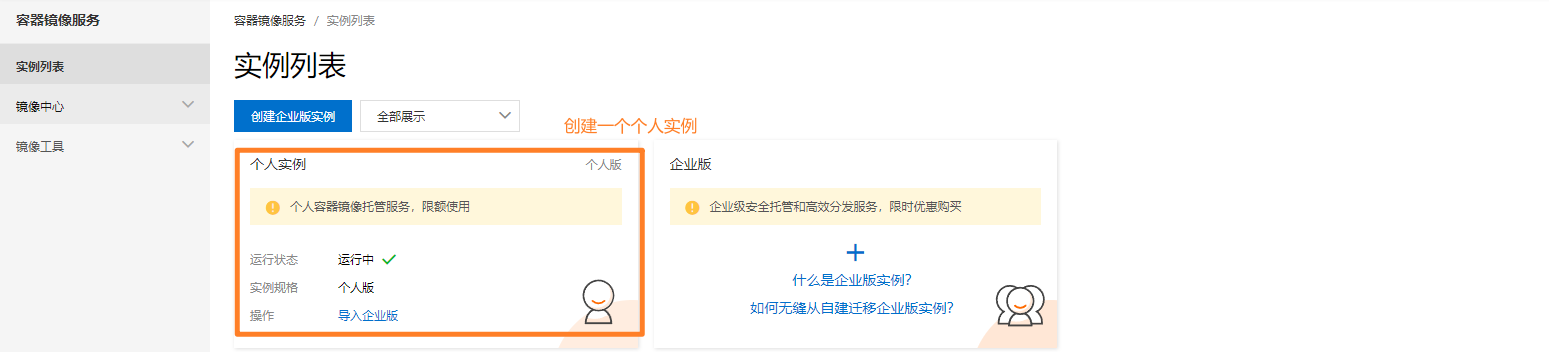 容器镜像服务
实例列表
镜像中心
镜像工具
容器镜像服务 / 实例列表
实例列表
创建企业版实例
全部展示
创建一个个人实例
个人实例
个人版
个人容器镜像托管服务，限额使用
运行状态
运行中
实例规格
个人版
操作
导入企业版
企业版
企业级安全托管和高效分发服务，限时优惠购买
什么是企业版实例?
如何无缝从自建迁移企业版实例?